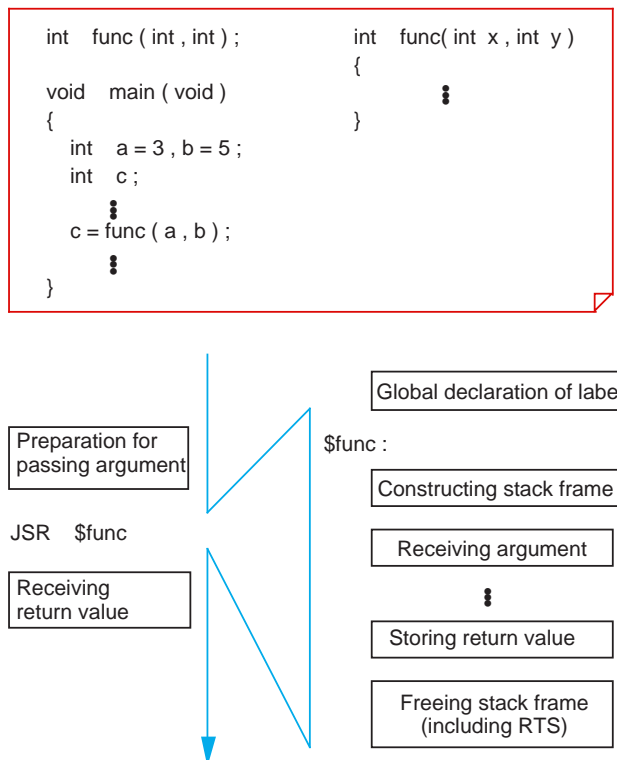 int func ( int , int ) ;
void main ( void )
{
int a = 3 , b = 5 ;
int c ;
c = func ( a , b ) ;
}
int func( int x , int y )
{
}
Preparation for
passing argument
JSR $func
Receiving
return value
Global declaration of labe
$func :
Constructing stack frame
Receiving argument
Storing return value
Freeing stack frame
(including RTS)